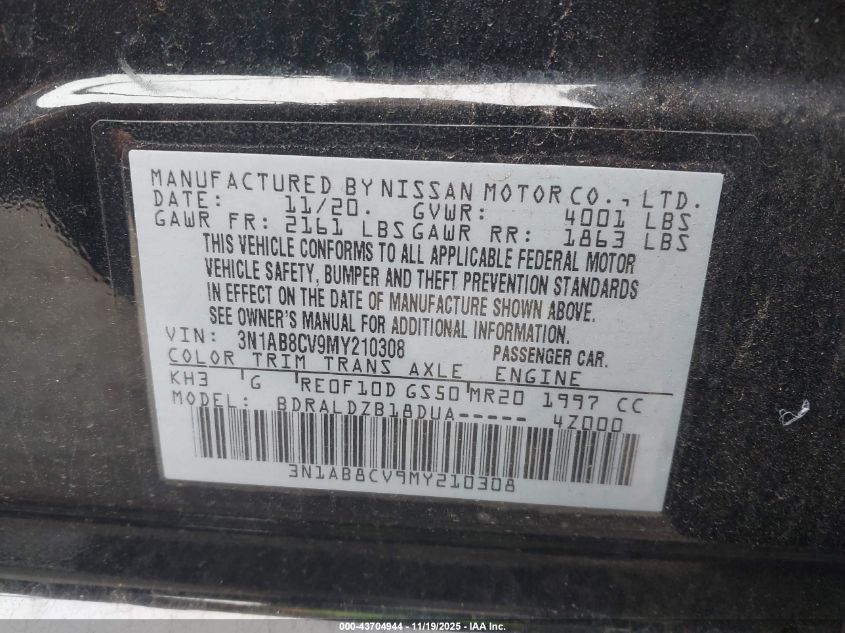 MANUFACTURED BY NISSAN MOTOR CO., LTD.
DATE: 11/20. GVWR: 4001 LBS
GAWR FR: 2161 LBS GAWR RR: 1863 LBS
THIS VEHICLE CONFORMS TO ALL APPLICABLE FEDERAL MOTOR
VEHICLE SAFETY, BUMPER AND THEFT PREVENTION STANDARDS
IN EFFECT ON THE DATE OF MANUFACTURE SHOWN ABOVE.
SEE OWNER'S MANUAL FOR ADDITIONAL INFORMATION.
VIN: 3N1AB8CV9MY210308 PASSENGER CAR.
COLOR TRIM TRANS AXLE ENGINE
KH3 G RE0F10D GS50 MR20 1997 CC
MODEL: BDRALDZB18DUA----- 4Z000
3N1AB8CV9MY210308
000-43704944 - 11/19/2025 - IAA Inc.